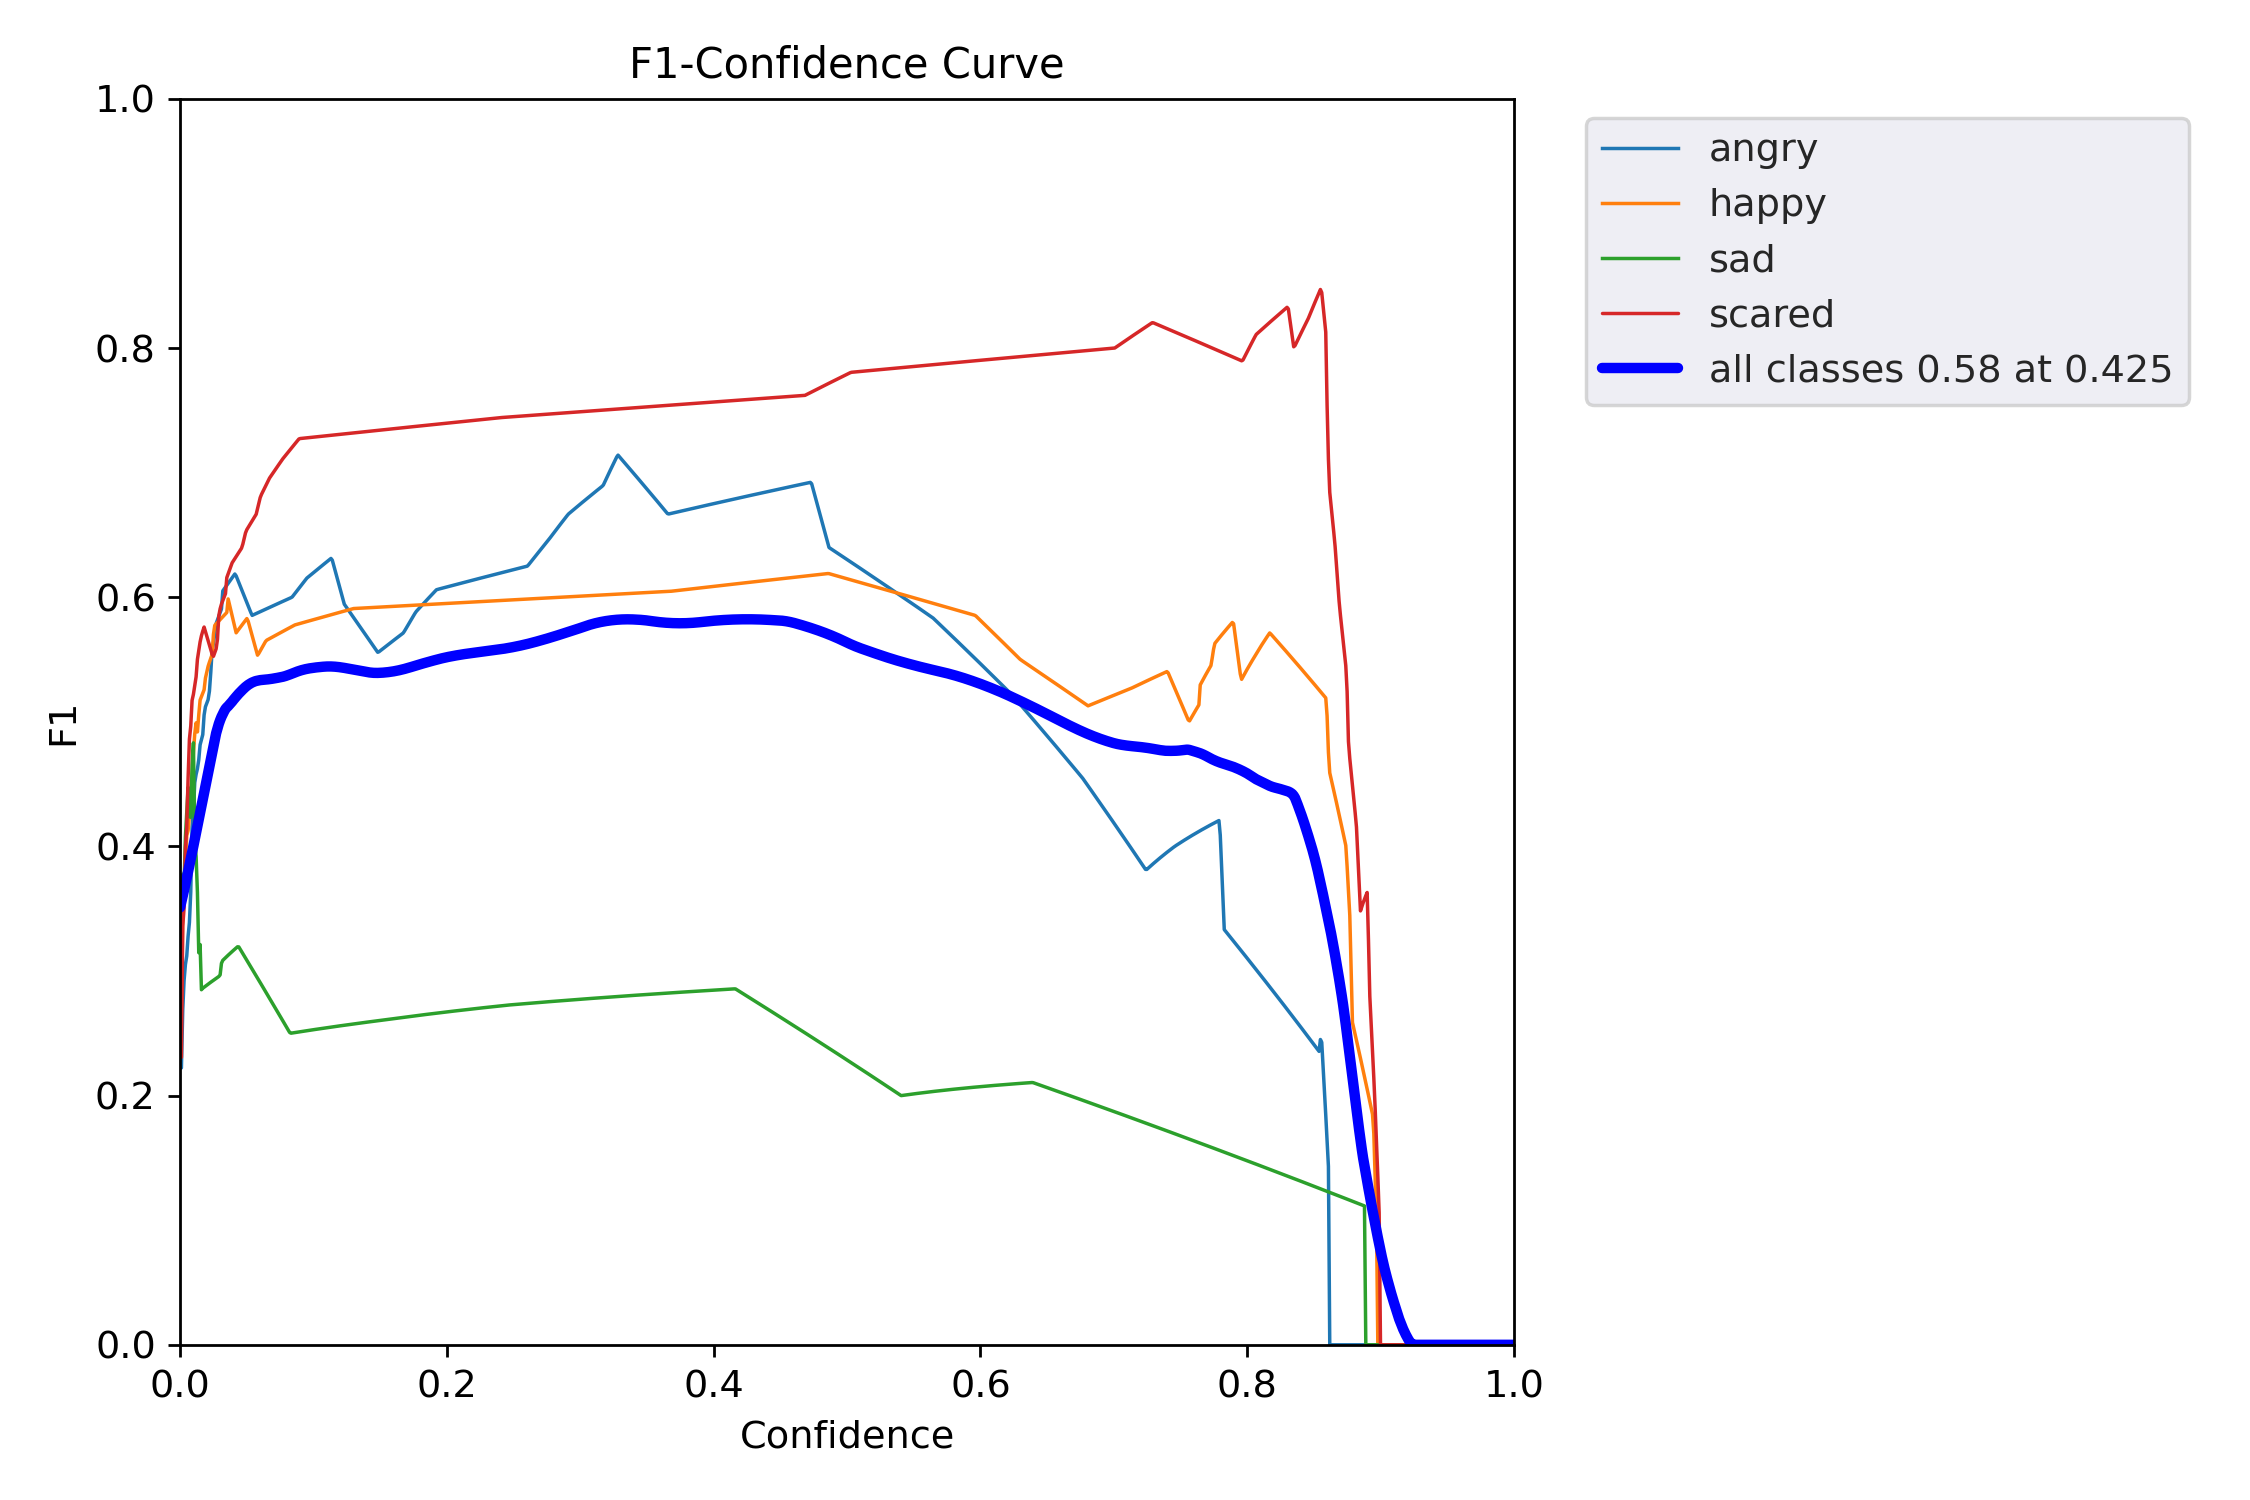 F1-Confidence Curve
1.0
0.8
0.6
0.4
0.2
0.0
F1
0.0 0.2 0.4 0.6 0.8 1.0
Confidence
angry
happy
sad
scared
all classes 0.58 at 0.425